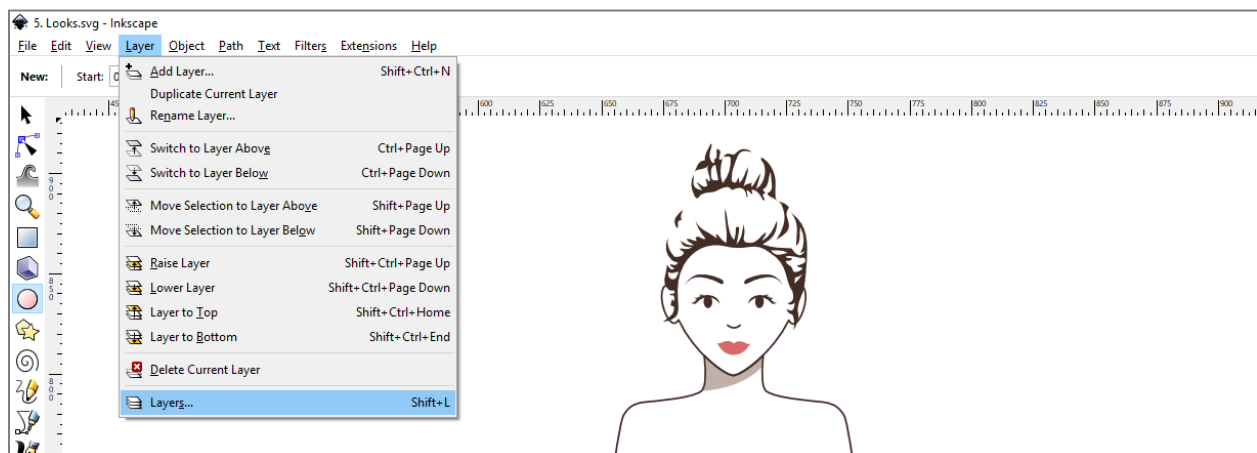 5. Looks.svg - Inkscape
File Edit View Layer Object Path Text Filters Extensions Help
New: Start: 0
Add Layer... Shift+Ctrl+N
Duplicate Current Layer
Rename Layer...
Switch to Layer Above Ctrl+Page Up
Switch to Layer Below Ctrl+Page Down
Move Selection to Layer Above Shift+Page Up
Move Selection to Layer Below Shift+Page Down
Raise Layer Shift+Ctrl+Page Up
Lower Layer Shift+Ctrl+Page Down
Layer to Top Shift+Ctrl+Home
Layer to Bottom Shift+Ctrl+End
Delete Current Layer
Layers... Shift+L
600 625 650 675 700 725 750 775 800 825 850 875 900
900
850
800